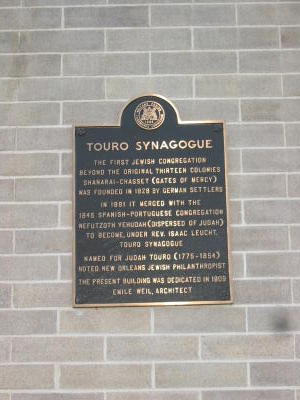 TOURO SYNAGOGUE
THE FIRST JEWISH CONGREGATION
BEYOND THE ORIGINAL THIRTEEN COLONIES
SHANARAI-CHASSET (GATES OF MERCY)
WAS FOUNDED IN 1828 BY GERMAN SETTLERS
IN 1881 IT MERGED WITH THE
1846 SPANISH-PORTUGUESE CONGREGATION
NEFUTZOTH YEHUDAH (DISPERSED OF JUDAH)
TO BECOME, UNDER REV. ISAAC LEUCHT,
TOURO SYNAGOGUE
NAMED FOR JUDAH TOURO (1775-1854)
NOTED NEW ORLEANS JEWISH PHILANTHROPIST
THE PRESENT BUILDING WAS DEDICATED IN 1909
EMILE WEIL, ARCHITECT